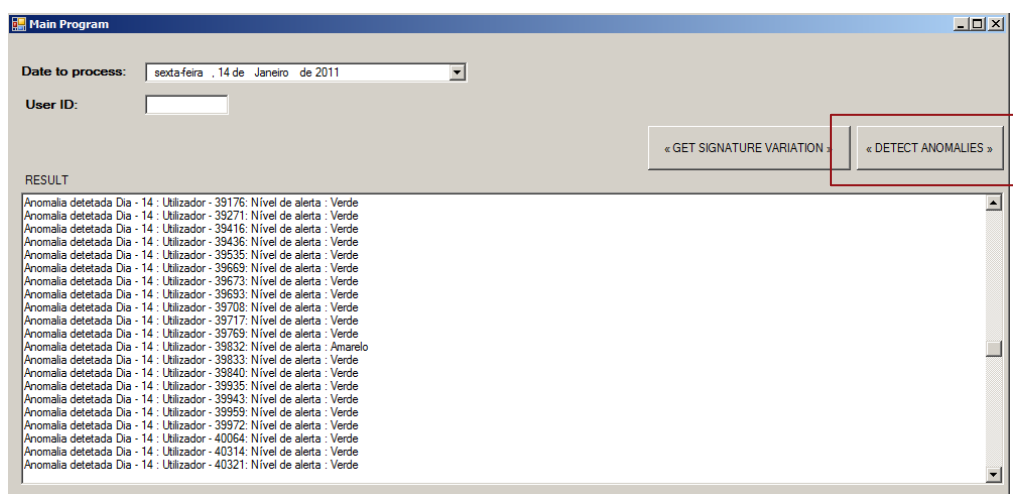 Main Program
Date to process: sexta-feira , 14 de Janeiro de 2011
User ID:
« GET SIGNATURE VARIATION » « DETECT ANOMALIES »
RESULT
Anomalia detetada Dia - 14 : Utilizador - 39176: Nível de alerta : Verde
Anomalia detetada Dia - 14 : Utilizador - 39271: Nível de alerta : Verde
Anomalia detetada Dia - 14 : Utilizador - 39416: Nível de alerta : Verde
Anomalia detetada Dia - 14 : Utilizador - 39436: Nível de alerta : Verde
Anomalia detetada Dia - 14 : Utilizador - 39535: Nível de alerta : Verde
Anomalia detetada Dia - 14 : Utilizador - 39669: Nível de alerta : Verde
Anomalia detetada Dia - 14 : Utilizador - 39673: Nível de alerta : Verde
Anomalia detetada Dia - 14 : Utilizador - 39693: Nível de alerta : Verde
Anomalia detetada Dia - 14 : Utilizador - 39708: Nível de alerta : Verde
Anomalia detetada Dia - 14 : Utilizador - 39717: Nível de alerta : Verde
Anomalia detetada Dia - 14 : Utilizador - 39769: Nível de alerta : Verde
Anomalia detetada Dia - 14 : Utilizador - 39832: Nível de alerta : Amarelo
Anomalia detetada Dia - 14 : Utilizador - 39833: Nível de alerta : Verde
Anomalia detetada Dia - 14 : Utilizador - 39840: Nível de alerta : Verde
Anomalia detetada Dia - 14 : Utilizador - 39935: Nível de alerta : Verde
Anomalia detetada Dia - 14 : Utilizador - 39943: Nível de alerta : Verde
Anomalia detetada Dia - 14 : Utilizador - 39959: Nível de alerta : Verde
Anomalia detetada Dia - 14 : Utilizador - 39972: Nível de alerta : Verde
Anomalia detetada Dia - 14 : Utilizador - 40064: Nível de alerta : Verde
Anomalia detetada Dia - 14 : Utilizador - 40314: Nível de alerta : Verde
Anomalia detetada Dia - 14 : Utilizador - 40321: Nível de alerta : Verde